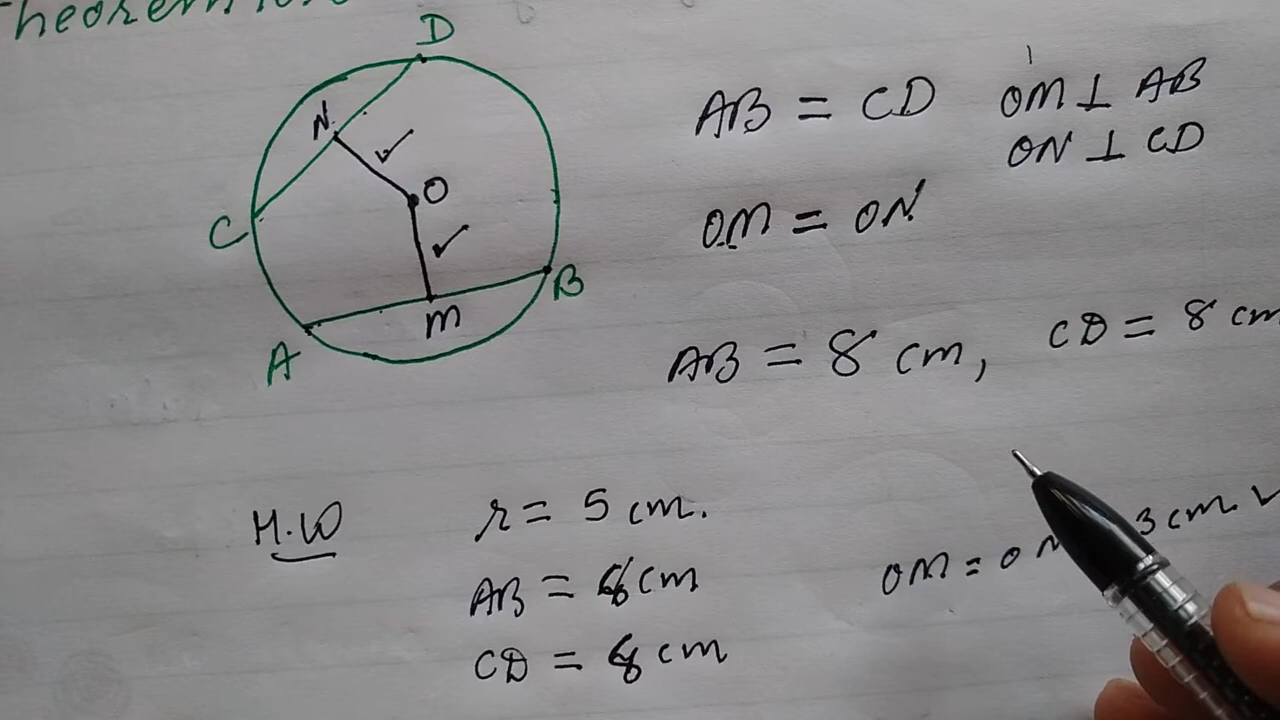 Theorem
D
N
O
C
M
B
A
AB = CD OM ⊥ AB
ON ⊥ CD
OM = ON
AB = 8 cm, CD = 8 cm
H.W r = 5 cm.
AB = 8 cm OM = ON 3 cm. ✓
CD = 8 cm